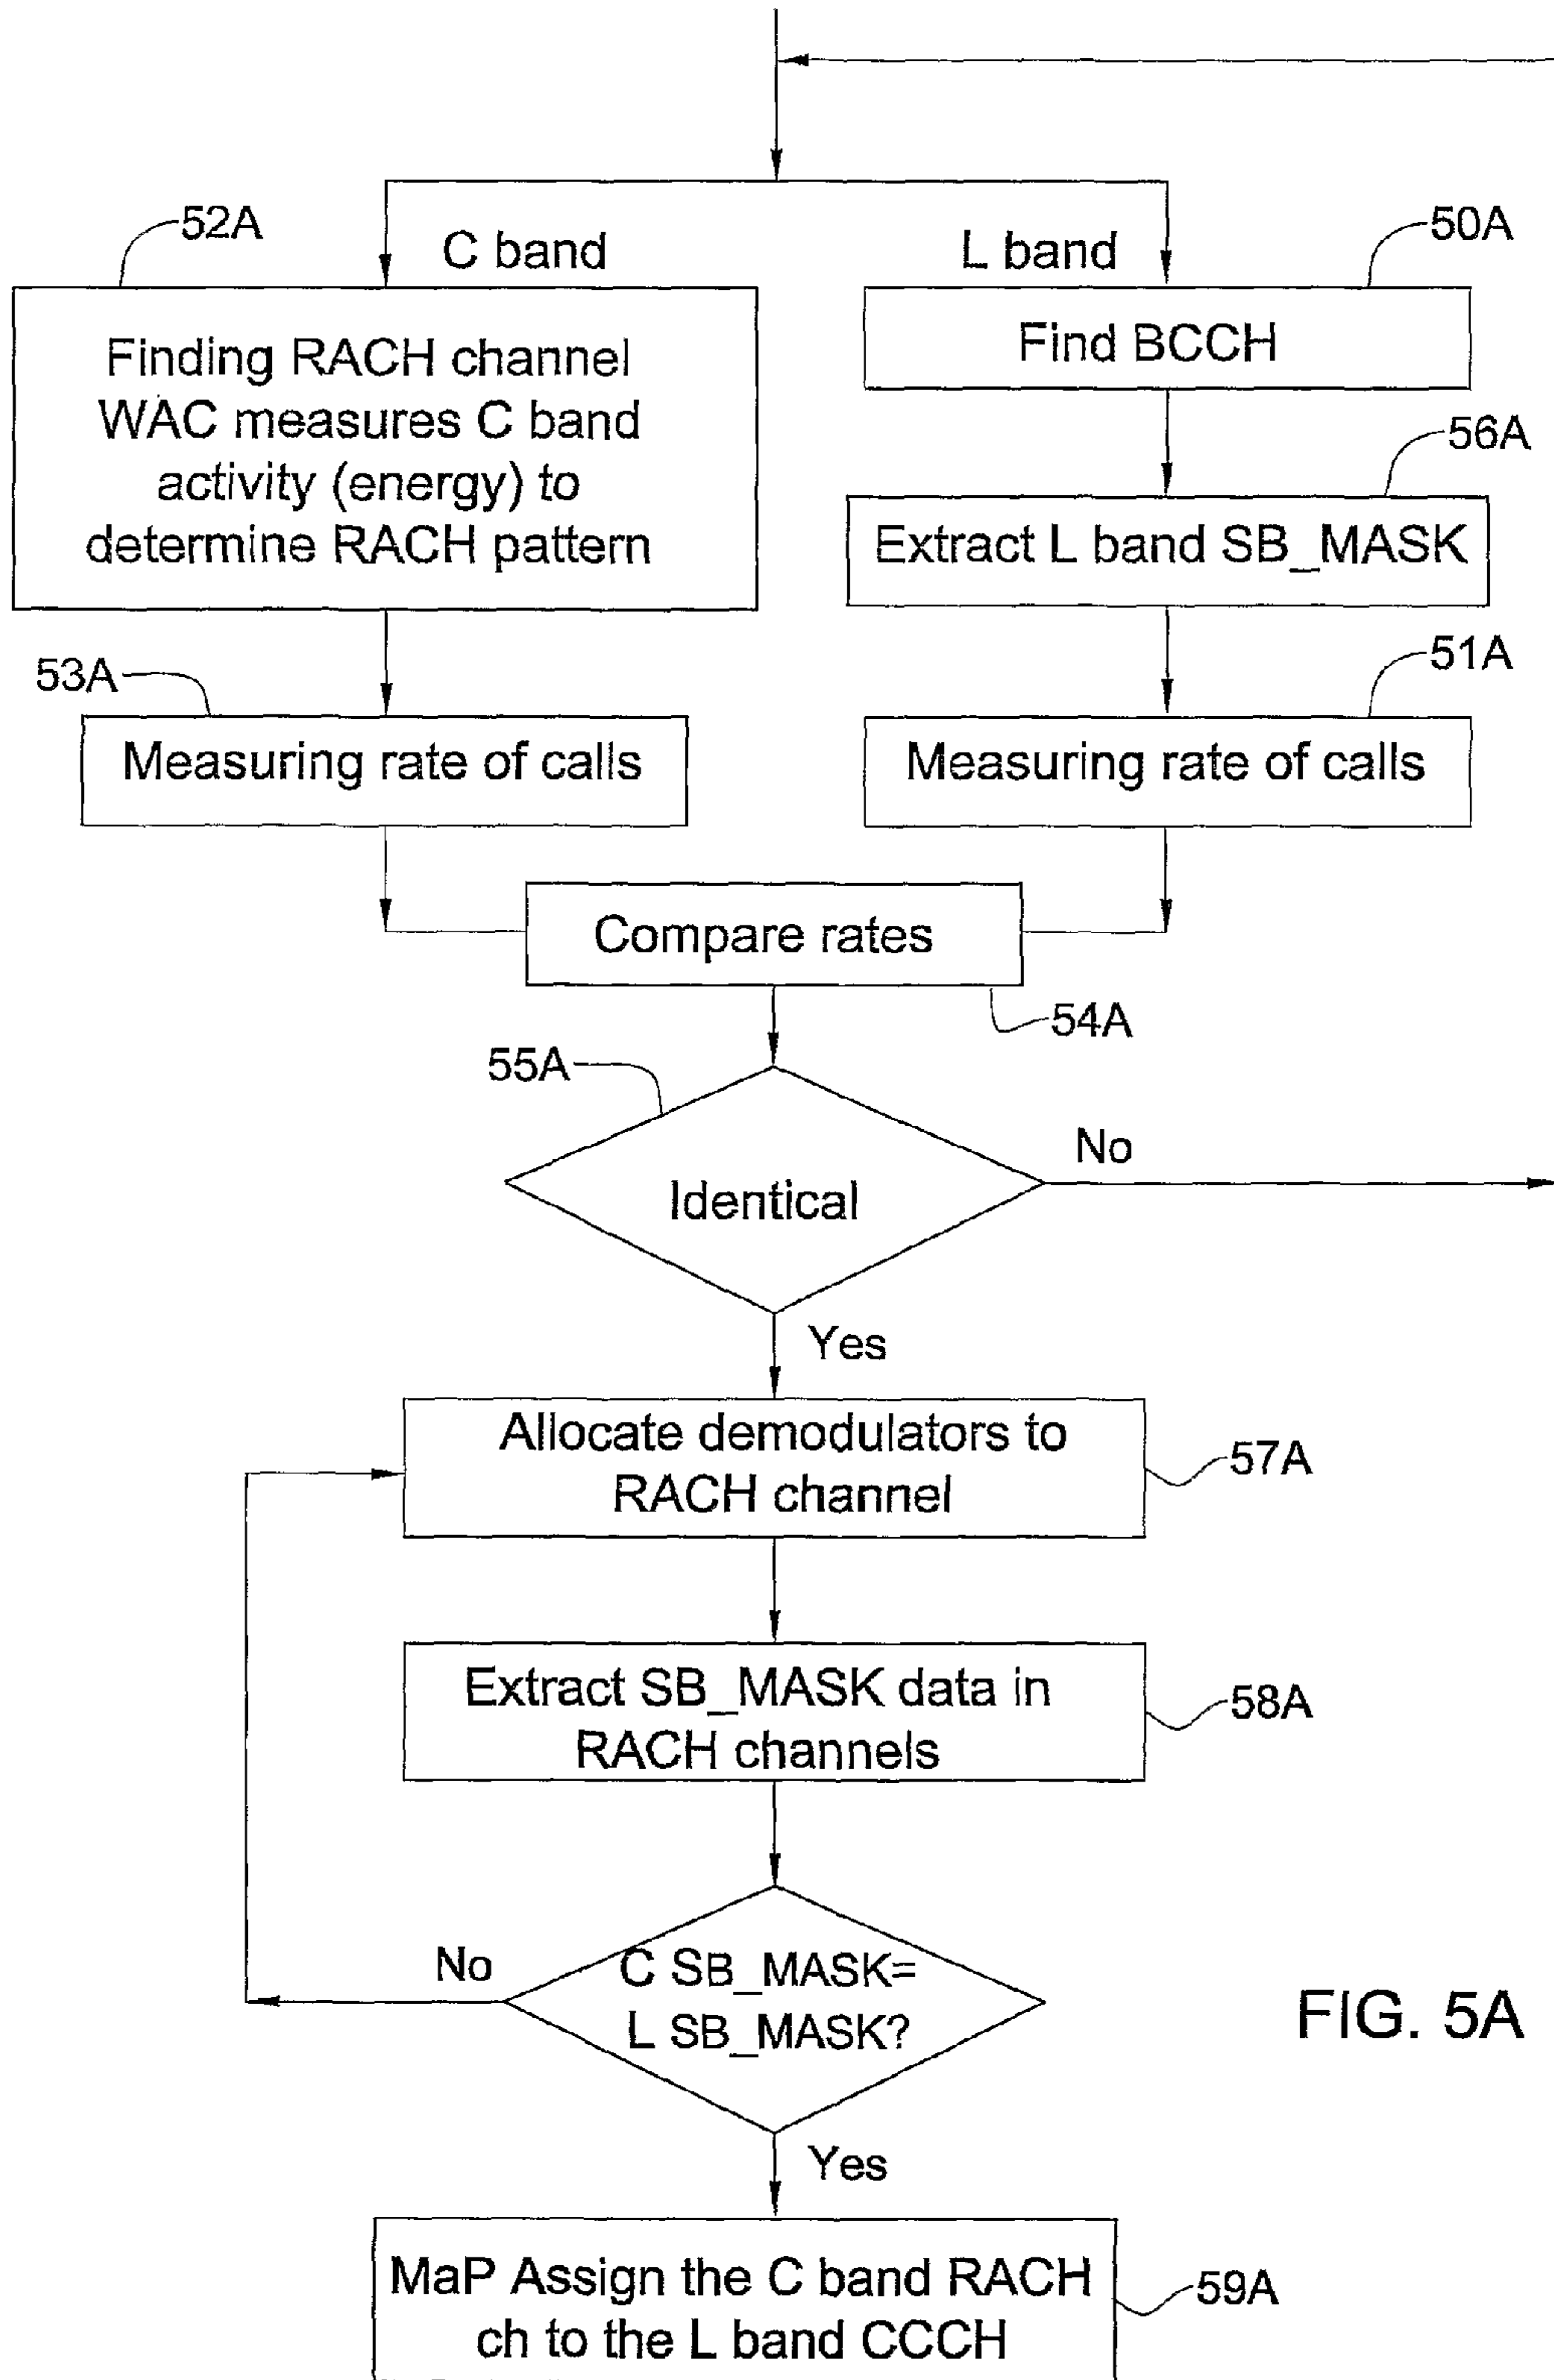 52A
C band
L band
50A
Finding RACH channel
WAC measures C band
activity (energy) to
determine RACH pattern
Find BCCH
56A
Extract L band SB_MASK
53A
51A
Measuring rate of calls
Measuring rate of calls
Compare rates
54A
55A
Identical
No
Yes
Allocate demodulators to
RACH channel
57A
Extract SB_MASK data in
RACH channels
58A
No
C SB_MASK=
L SB_MASK?
FIG. 5A
Yes
MaP Assign the C band RACH
ch to the L band CCCH
59A